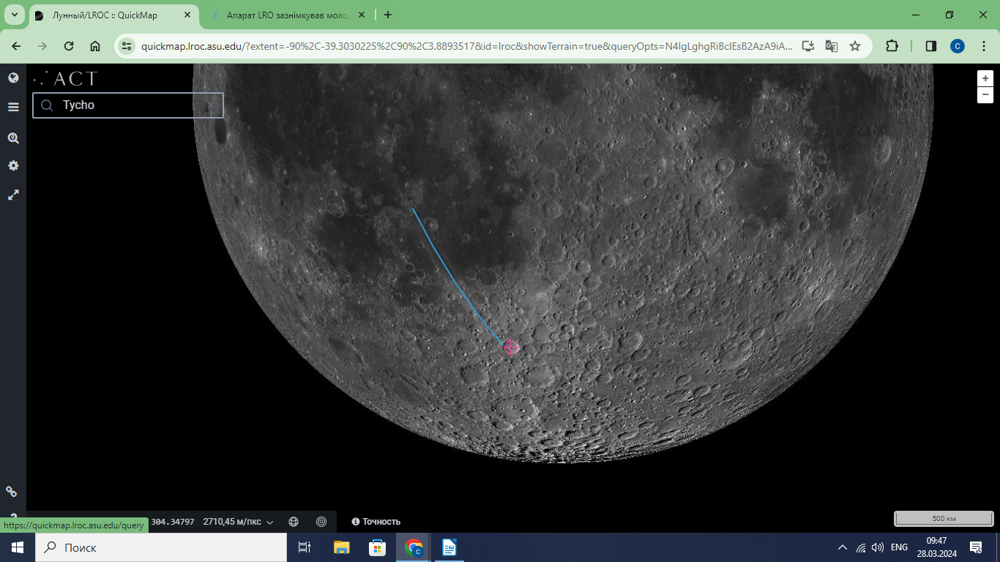 Лунный/LROC :: QuickMap
Апарат LRO зазнімкував моло
quickmap.lroc.asu.edu/?extent=-90%2C-39.3030225%2C90%2C3.8893517&id=lroc&showTerrain=true&queryOpts=N4IgLghgRiBcIEsB2AzA9iA...
C
ACT
Tycho
+
−
304.34797 2710,45 м/пкс
Точность
500 км
https://quickmap.lroc.asu.edu/query
Поиск
C
ENG
09:47
28.03.2024